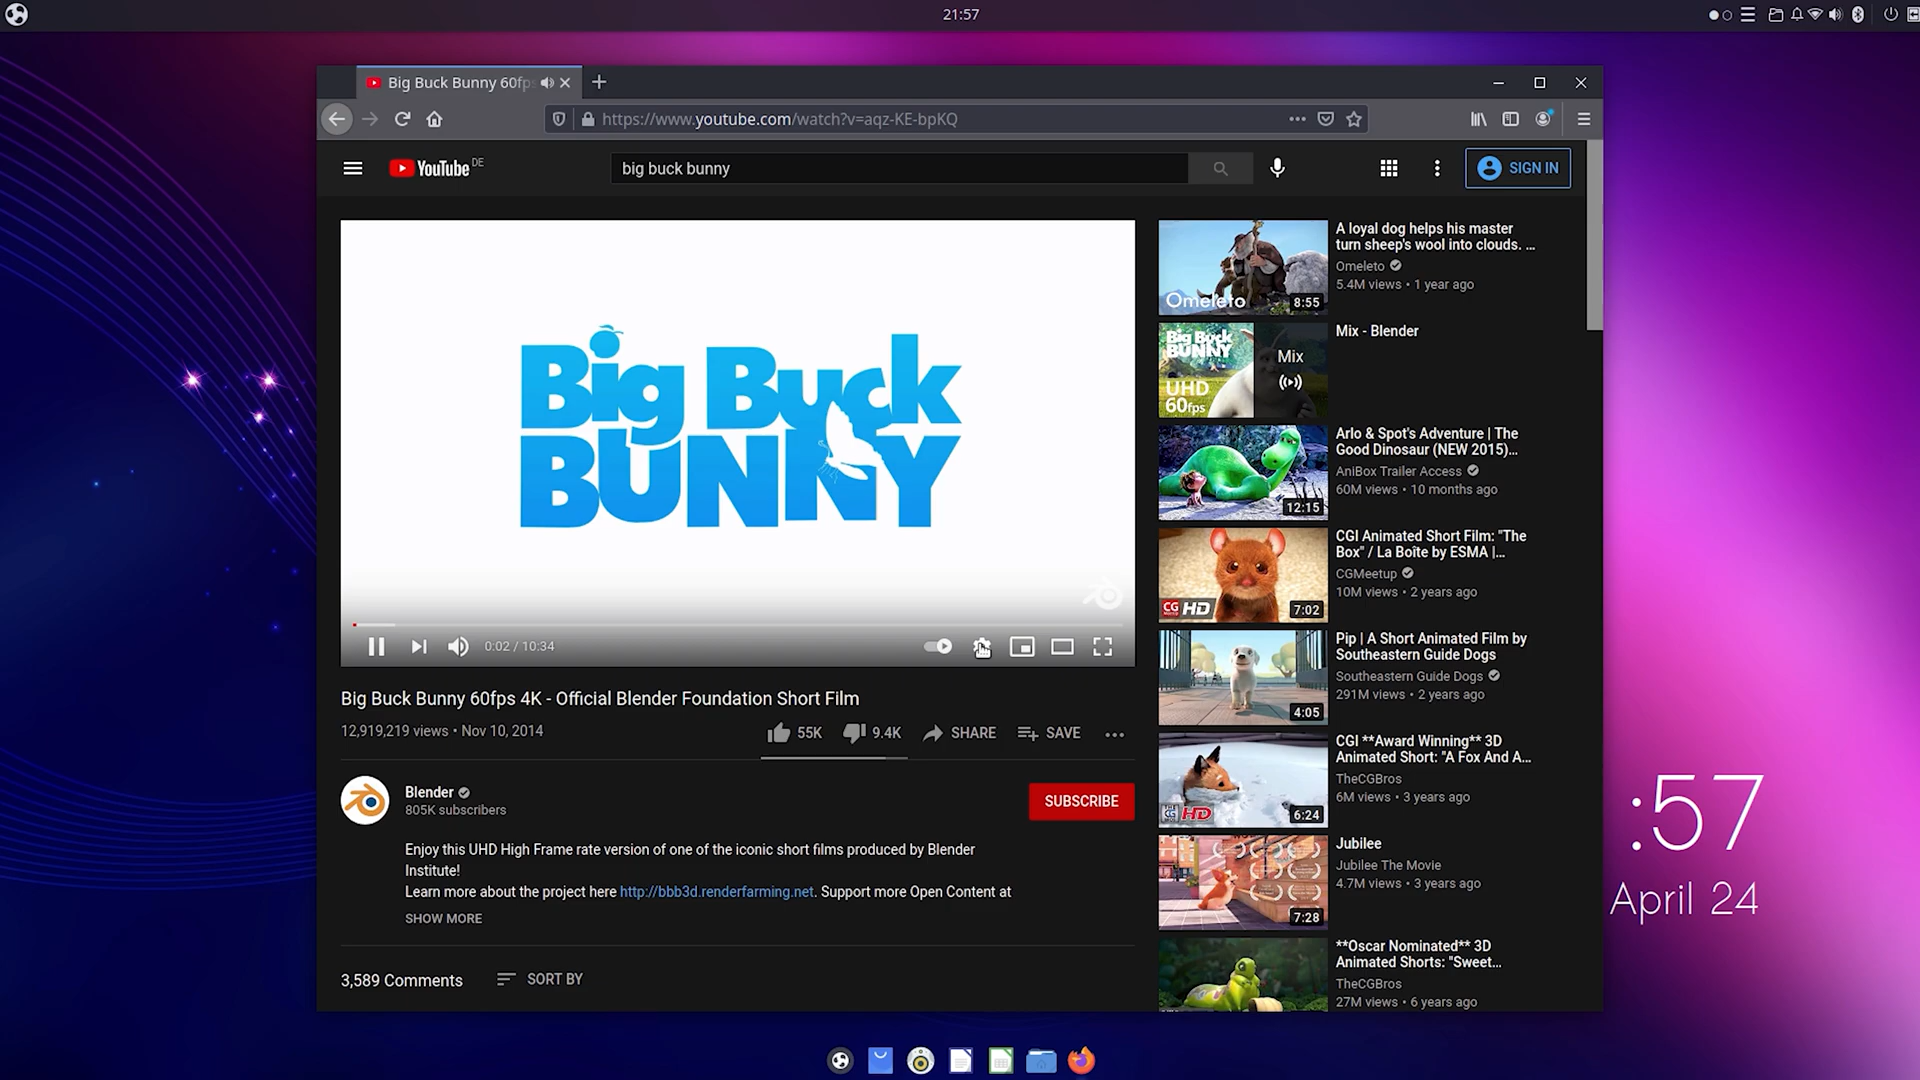 21:57
Big Buck Bunny 60fps
https://www.youtube.com/watch?v=aqz-KE-bpKQ
YouTube DE
big buck bunny
SIGN IN
Big Buck
BUNNY
0:02 / 10:34
Big Buck Bunny 60fps 4K - Official Blender Foundation Short Film
12,919,219 views • Nov 10, 2014
55K
9.4K
SHARE
SAVE
Blender
805K subscribers
SUBSCRIBE
Enjoy this UHD High Frame rate version of one of the iconic short films produced by Blender
Institute!
Learn more about the project here http://bbb3d.renderfarming.net. Support more Open Content at
SHOW MORE
3,589 Comments
SORT BY
Omeleto
8:55
A loyal dog helps his master
turn sheep's wool into clouds. ...
Omeleto
5.4M views • 1 year ago
Big Buck
BUNNY
UHD
60fps
Mix
Mix - Blender
12:15
Arlo & Spot's Adventure | The
Good Dinosaur (NEW 2015)...
AniBox Trailer Access
60M views • 10 months ago
CG HD
7:02
CGI Animated Short Film: "The
Box" / La Boîte by ESMA |...
CGMeetup
10M views • 2 years ago
4:05
Pip | A Short Animated Film by
Southeastern Guide Dogs
Southeastern Guide Dogs
291M views • 2 years ago
HD
6:24
CGI **Award Winning** 3D
Animated Short: "A Fox And A...
TheCGBros
6M views • 3 years ago
7:28
Jubilee
Jubilee The Movie
4.7M views • 3 years ago
**Oscar Nominated** 3D
Animated Shorts: "Sweet...
TheCGBros
27M views • 6 years ago
:57
April 24